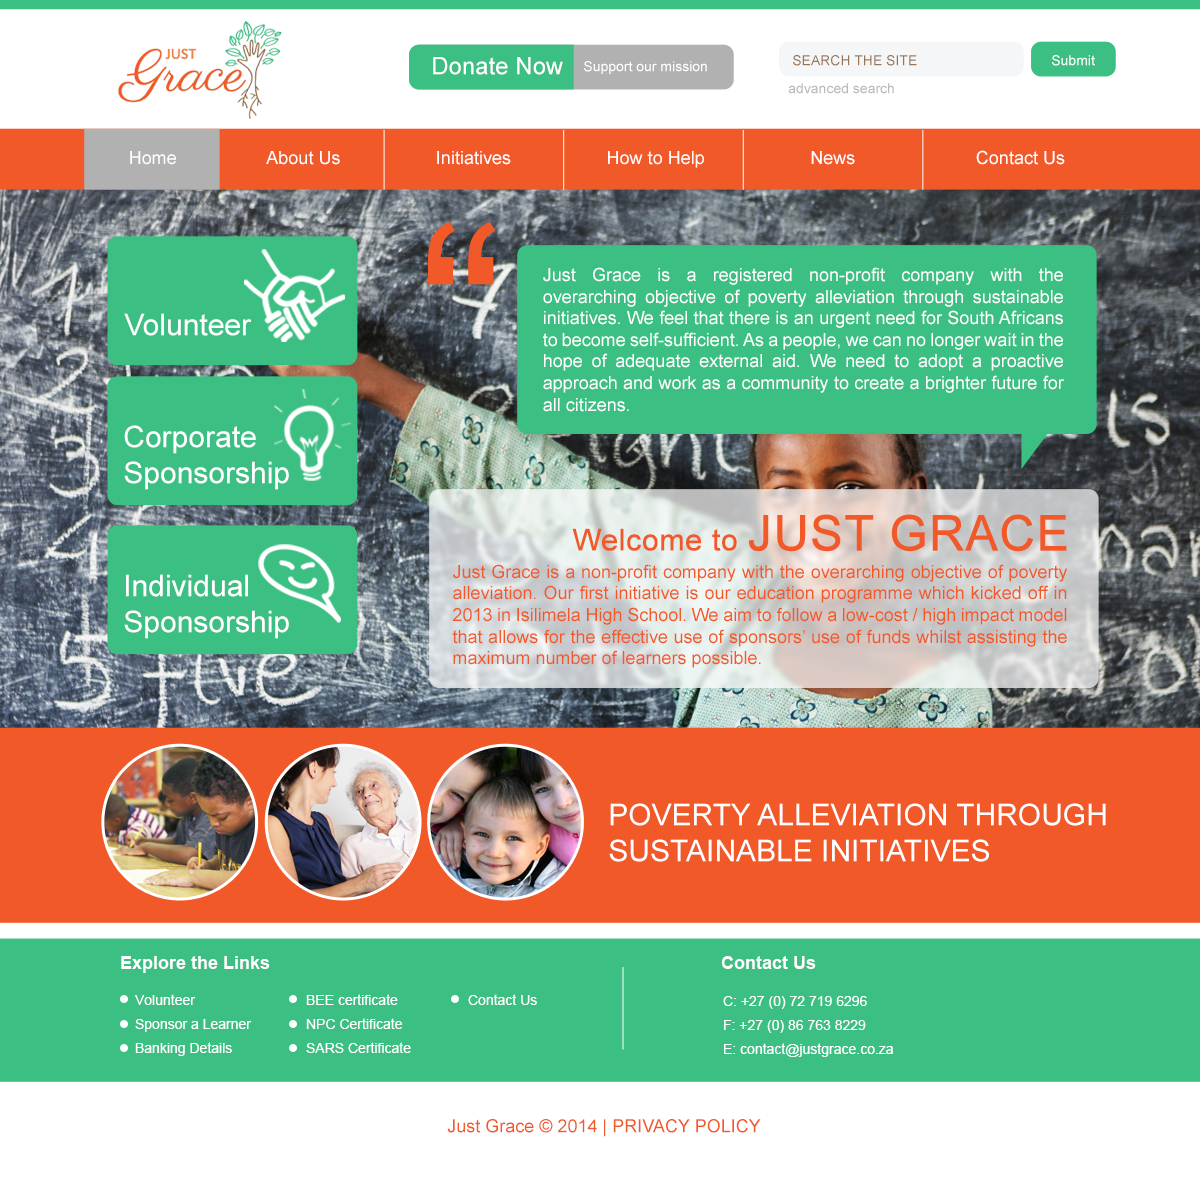 JUST
Grace
Donate Now
Support our mission
SEARCH THE SITE
Submit
advanced search
Home
About Us
Initiatives
How to Help
News
Contact Us
Volunteer
Corporate
Sponsorship
Individual
Sponsorship
“
Just Grace is a registered non-profit company with the
overarching objective of poverty alleviation through sustainable
initiatives. We feel that there is an urgent need for South Africans
to become self-sufficient. As a people, we can no longer wait in the
hope of adequate external aid. We need to adopt a proactive
approach and work as a community to create a brighter future for
all citizens.
Welcome to JUST GRACE
Just Grace is a non-profit company with the overarching objective of poverty
alleviation. Our first initiative is our education programme which kicked off in
2013 in Isilimela High School. We aim to follow a low-cost / high impact model
that allows for the effective use of sponsors’ use of funds whilst assisting the
maximum number of learners possible.
5 five
POVERTY ALLEVIATION THROUGH
SUSTAINABLE INITIATIVES
Explore the Links
Volunteer
Sponsor a Learner
Banking Details
BEE certificate
NPC Certificate
SARS Certificate
Contact Us
Contact Us
C: +27 (0) 72 719 6296
F: +27 (0) 86 763 8229
E: contact@justgrace.co.za
Just Grace © 2014 | PRIVACY POLICY